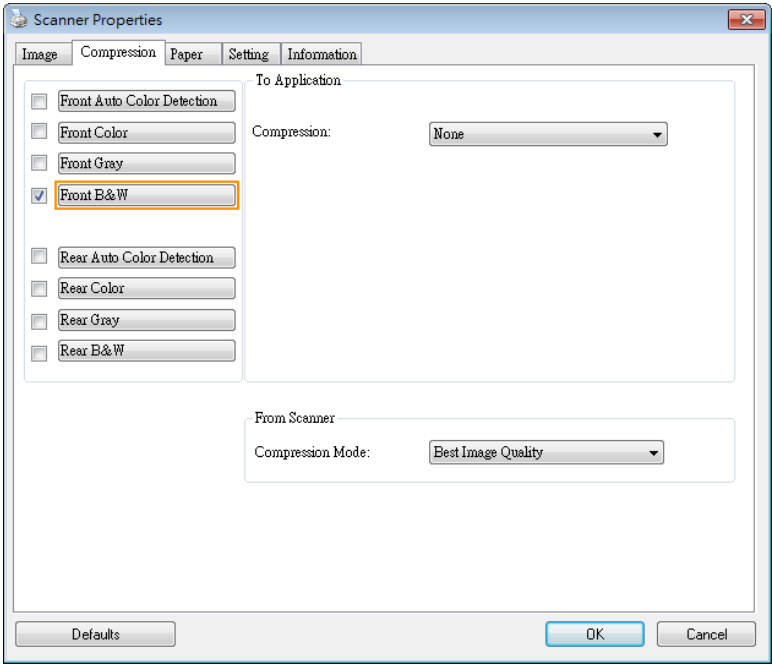 Scanner Properties
Image Compression Paper Setting Information
Front Auto Color Detection
Front Color
Front Gray
Front B&W
Rear Auto Color Detection
Rear Color
Rear Gray
Rear B&W
To Application
Compression: None
From Scanner
Compression Mode: Best Image Quality
Defaults OK Cancel